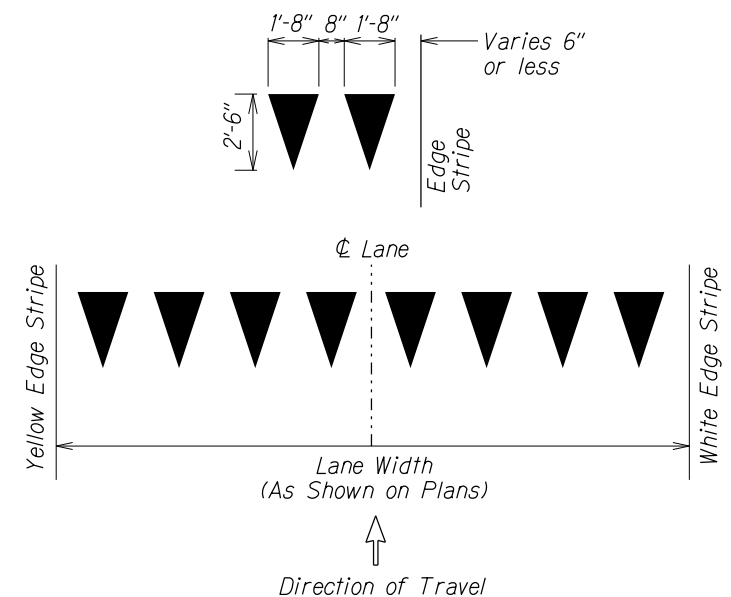 1'-8" 8" 1'-8"
Varies 6"
or less
2'-6"
Edge
Stripe
℄ Lane
Yellow Edge Stripe
White Edge Stripe
Lane Width
(As Shown on Plans)
Direction of Travel